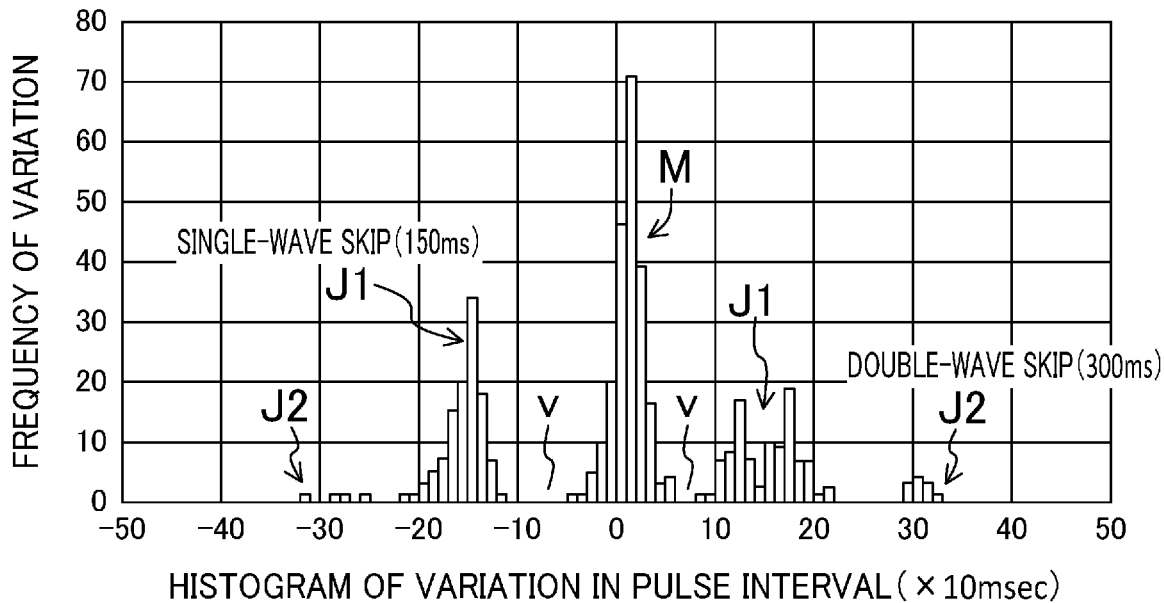 FREQUENCY OF VARIATION
80
70
60
50
40
30
20
10
0
M
SINGLE-WAVE SKIP(150ms)
J1
J1
DOUBLE-WAVE SKIP(300ms)
J2
v
v
J2
−50 −40 −30 −20 −10 0 10 20 30 40 50
HISTOGRAM OF VARIATION IN PULSE INTERVAL(×10msec)